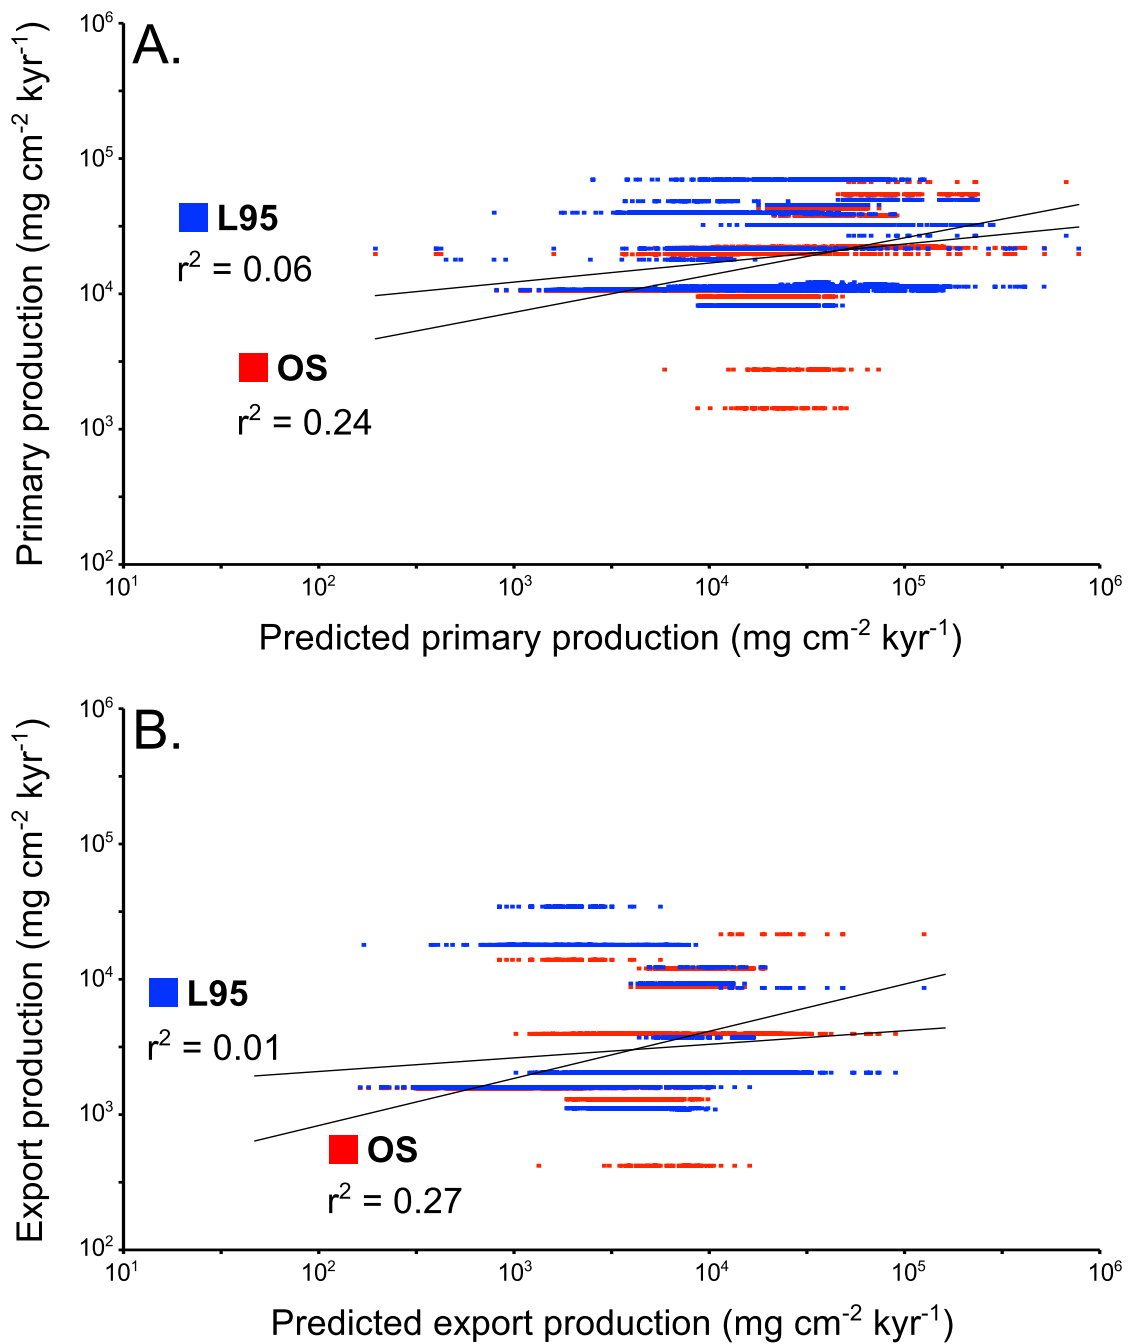 A.
Primary production (mg cm⁻² kyr⁻¹)
10⁶
10⁵
10⁴
10³
10²
L95
r² = 0.06
OS
r² = 0.24
10¹ 10² 10³ 10⁴ 10⁵ 10⁶
Predicted primary production (mg cm⁻² kyr⁻¹)
B.
Export production (mg cm⁻² kyr⁻¹)
10⁶
10⁵
10⁴
10³
10²
L95
r² = 0.01
OS
r² = 0.27
10¹ 10² 10³ 10⁴ 10⁵ 10⁶
Predicted export production (mg cm⁻² kyr⁻¹)